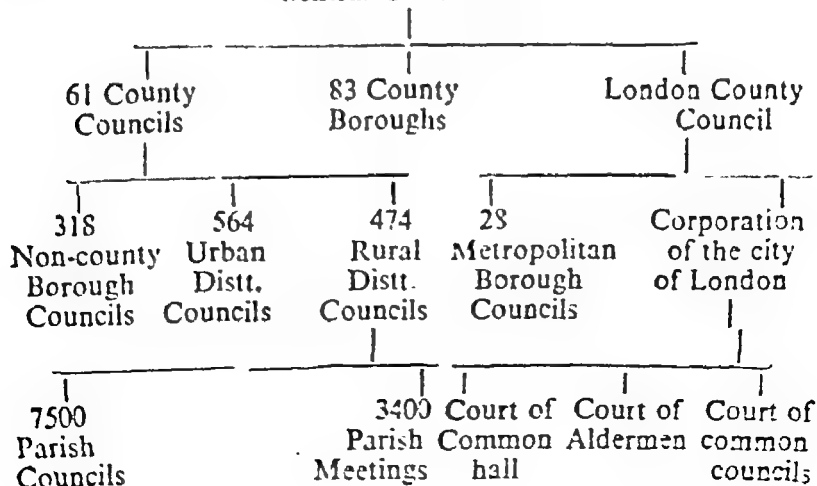 61 County
Councils
83 County
Boroughs
London County
Council
318
Non-county
Borough
Councils
564
Urban
Distt.
Councils
474
Rural
Distt.
Councils
28
Metropolitan
Borough
Councils
Corporation
of the city
of London
7500
Parish
Councils
3400
Parish
Meetings
Court of
Common
hall
Court of
Aldermen
Court of
common
councils